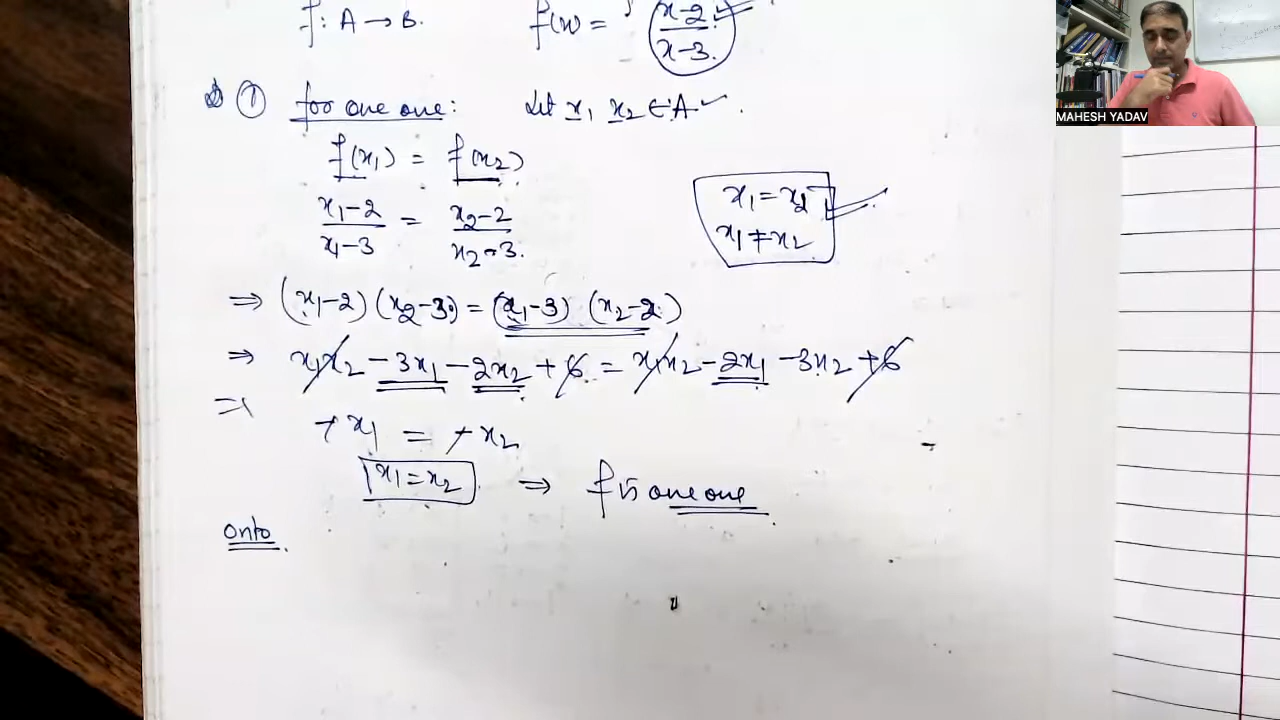 f: A → B. f(x) = x-2/x-3.
① for one one: Let x₁, x₂ ∈ A ✓.
f(x₁) = f(x₂)
x₁-2/x₁-3 = x₂-2/x₂-3.
x₁ = x₂
x₁ ≠ x₂
⇒ (x₁-2)(x₂-3) = (x₁-3)(x₂-2)
⇒ x₁x₂ - 3x₁ - 2x₂ + 6 = x₁x₂ - 2x₁ - 3x₂ + 6
⇒ + x₁ = + x₂
x₁ = x₂ ⇒ f is one one
onto
MAHESH YADAV